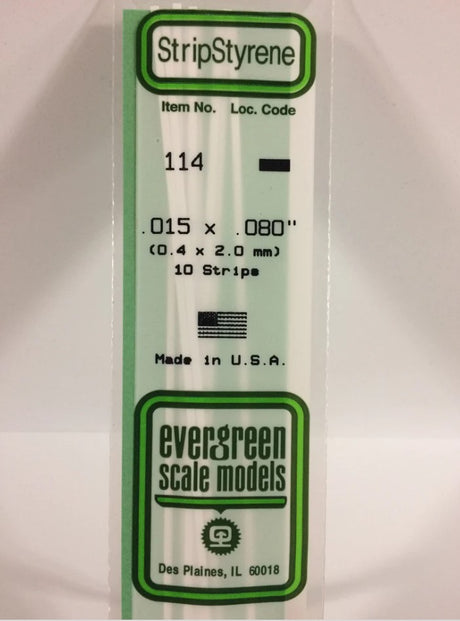 StripStyrene
Item No. Loc. Code
114
.015 x .080"
(0.4 x 2.0 mm)
10 Strips
Made in U.S.A.
evergreen
scale models
Des Plaines, IL 60018